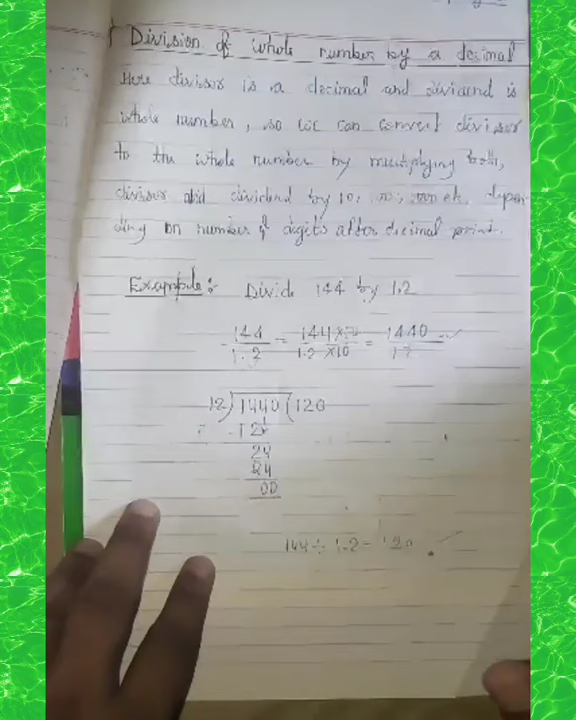 Division of whole number by a decimal
Here divisor is a decimal and dividend is
whole number, so we can convert divisor
to the whole number by multiplying both,
divisor and dividend by 10, etc. depen-
ding on number of digits after decimal point.
Example: Divide 144 by 1.2
144/1.2 = 144×10/1.2×10 = 1440/12
12)1440(120
-12
24
24
00
144÷1.2= 120.